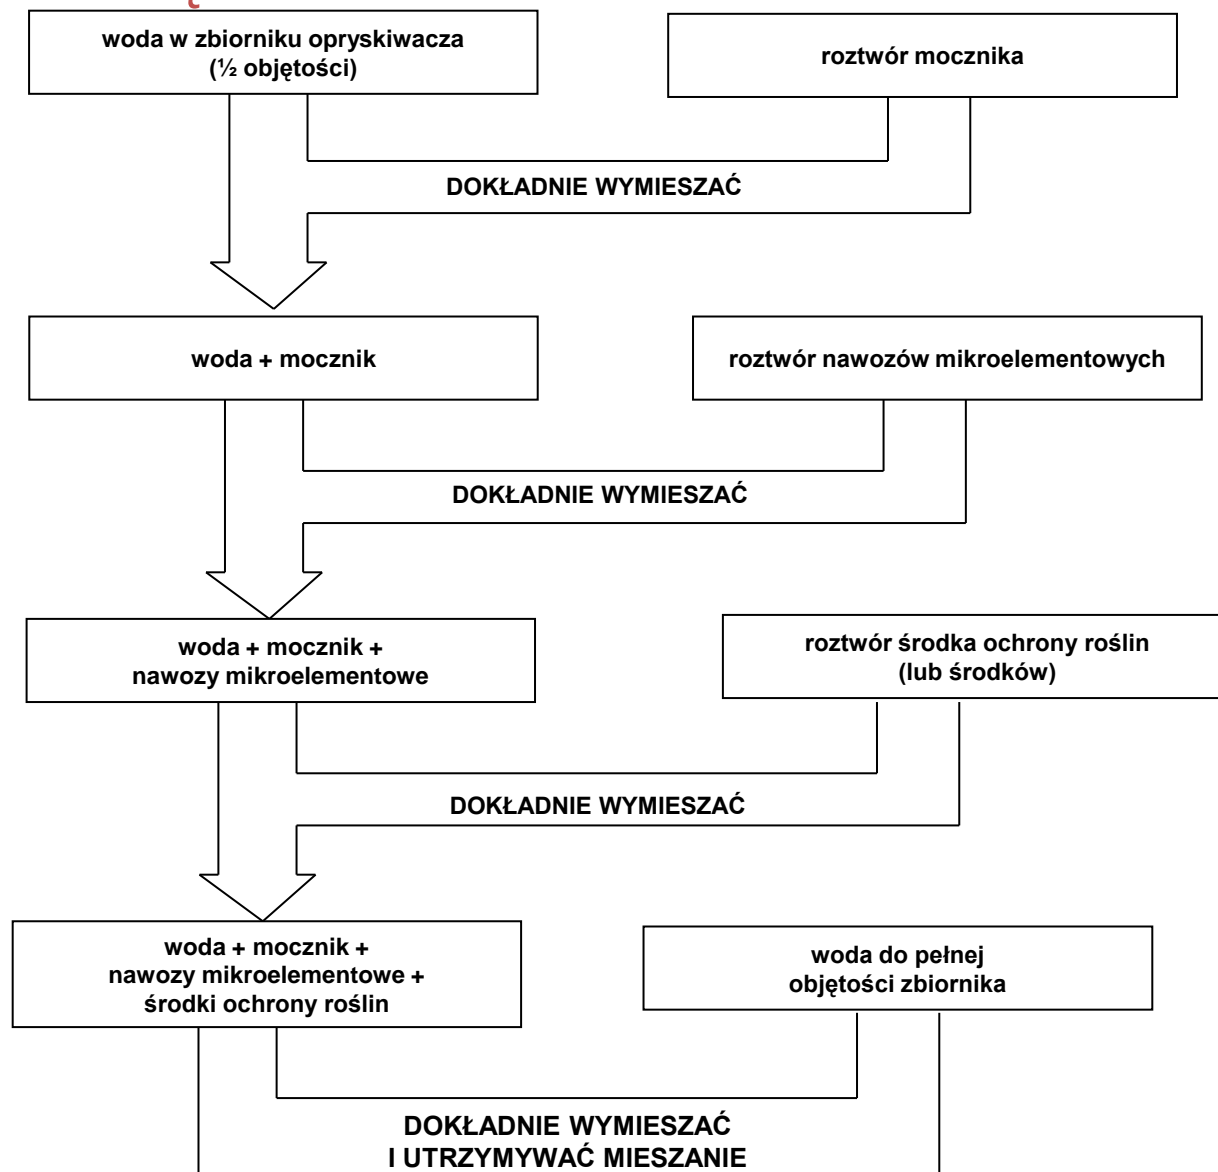 woda w zbiorniku opryskiwacza
(½ objętości)
roztwór mocznika
DOKŁADNIE WYMIESZAĆ
woda + mocznik
roztwór nawozów mikroelementowych
DOKŁADNIE WYMIESZAĆ
woda + mocznik +
nawozy mikroelementowe
roztwór środka ochrony roślin
(lub środków)
DOKŁADNIE WYMIESZAĆ
woda + mocznik +
nawozy mikroelementowe +
środki ochrony roślin
woda do pełnej
objętości zbiornika
DOKŁADNIE WYMIESZAĆ
I UTRZYMYWAĆ MIESZANIE